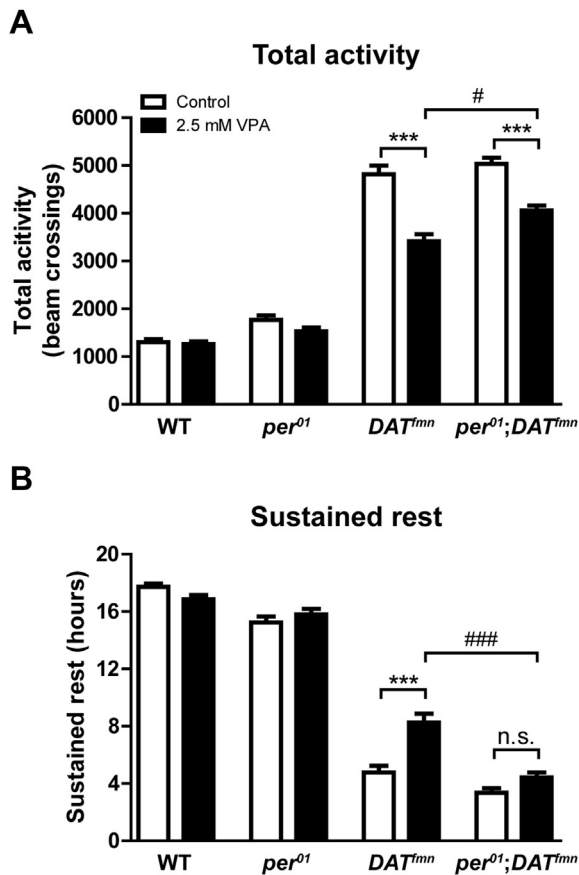 A
Total activity
Control
2.5 mM VPA
#
***
***
Total acitivity
(beam crossings)
6000
5000
4000
3000
2000
1000
0
WT
per⁰¹
DATᶠᵐⁿ
per⁰¹;DATᶠᵐⁿ
B
Sustained rest
###
***
n.s.
Sustained rest (hours)
20
16
12
8
4
0
WT
per⁰¹
DATᶠᵐⁿ
per⁰¹;DATᶠᵐⁿ